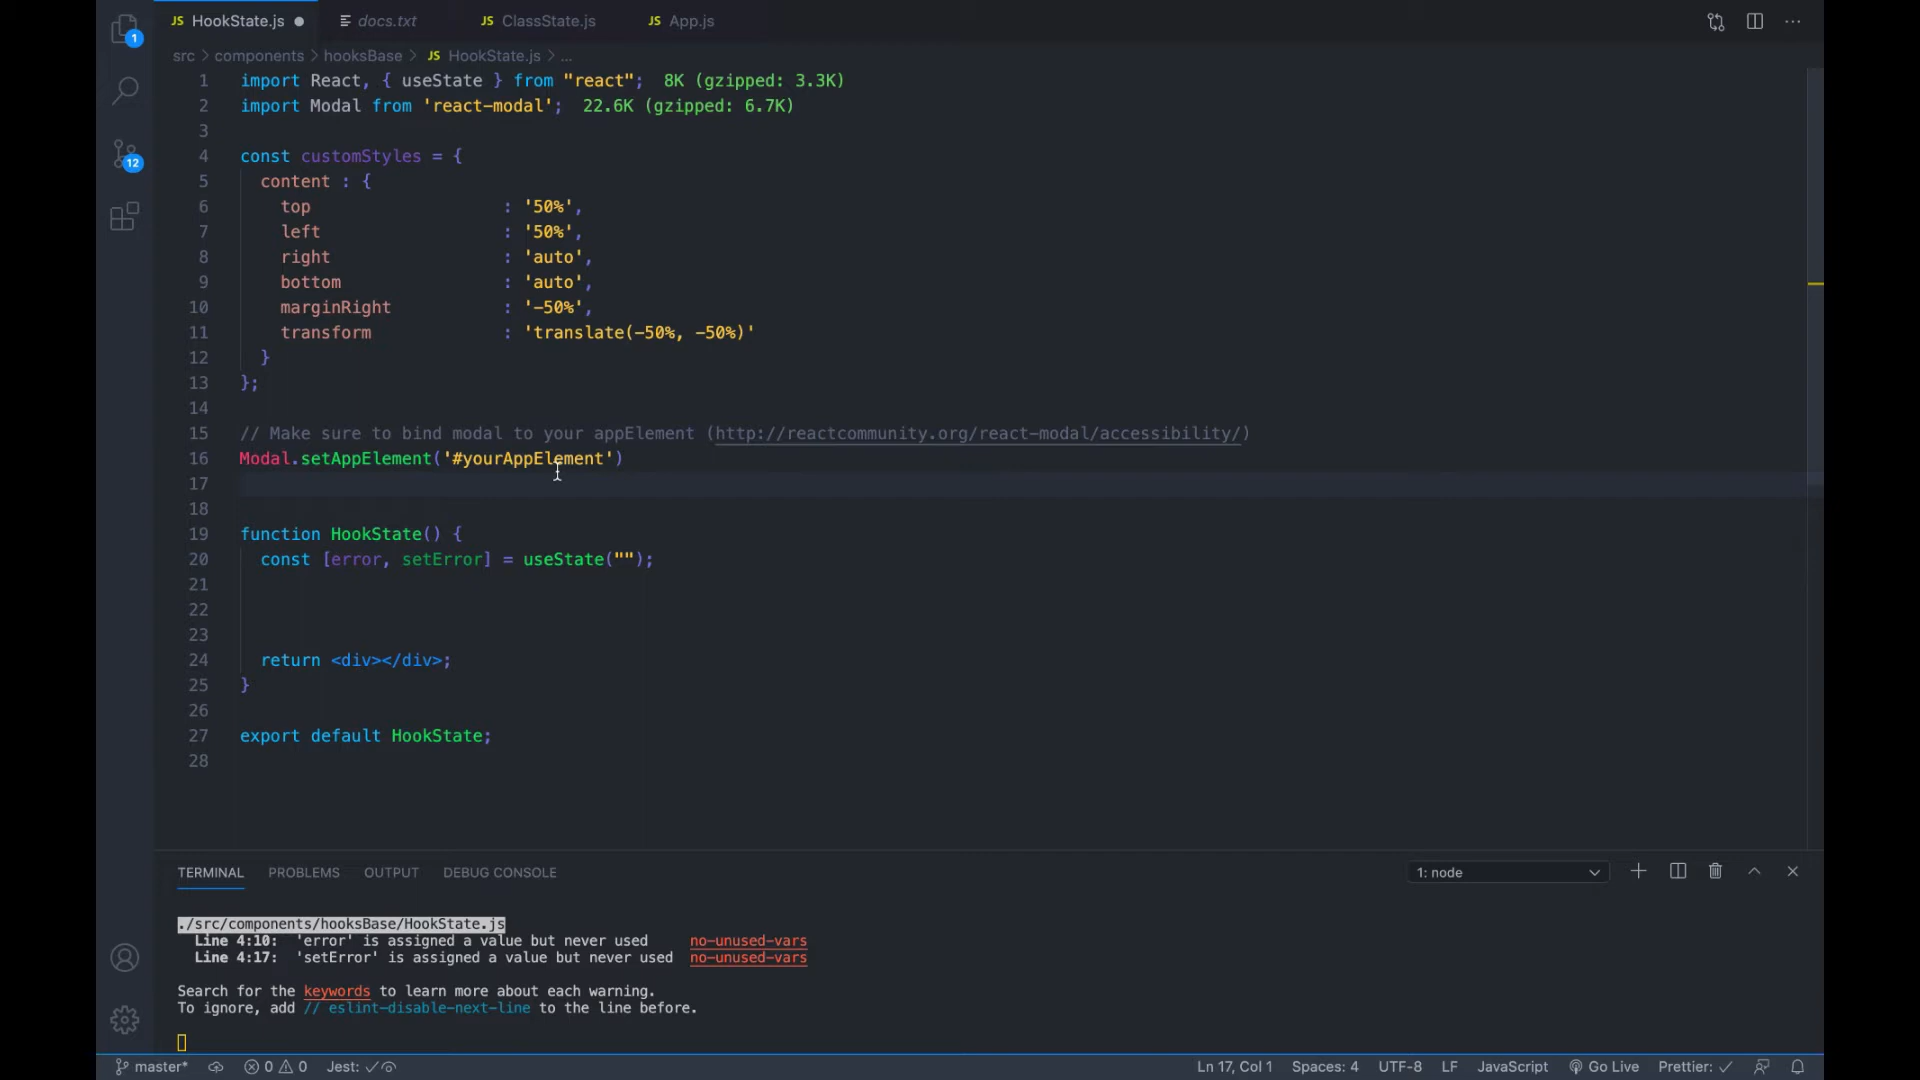 JS HookState.js
docs.txt
JS ClassState.js
JS App.js
src > components > hooksBase > JS HookState.js > ...
1
12
1 import React, { useState } from "react"; 8K (gzipped: 3.3K)
2 import Modal from 'react-modal'; 22.6K (gzipped: 6.7K)
3
4 const customStyles = {
5 content : {
6 top : '50%',
7 left : '50%',
8 right : 'auto',
9 bottom : 'auto',
10 marginRight : '-50%',
11 transform : 'translate(-50%, -50%)'
12 }
13 };
14
15 // Make sure to bind modal to your appElement (http://reactcommunity.org/react-modal/accessibility/)
16 Modal.setAppElement('#yourAppElement')
17
18
19 function HookState() {
20 const [error, setError] = useState("");
21
22
23
24 return <div></div>;
25 }
26
27 export default HookState;
28
TERMINAL PROBLEMS OUTPUT DEBUG CONSOLE 1: node
./src/components/hooksBase/HookState.js
Line 4:10: 'error' is assigned a value but never used no-unused-vars
Line 4:17: 'setError' is assigned a value but never used no-unused-vars
Search for the keywords to learn more about each warning.
To ignore, add // eslint-disable-next-line to the line before.
master* 0 0 Jest: Ln 17, Col 1 Spaces: 4 UTF-8 LF JavaScript Go Live Prettier: